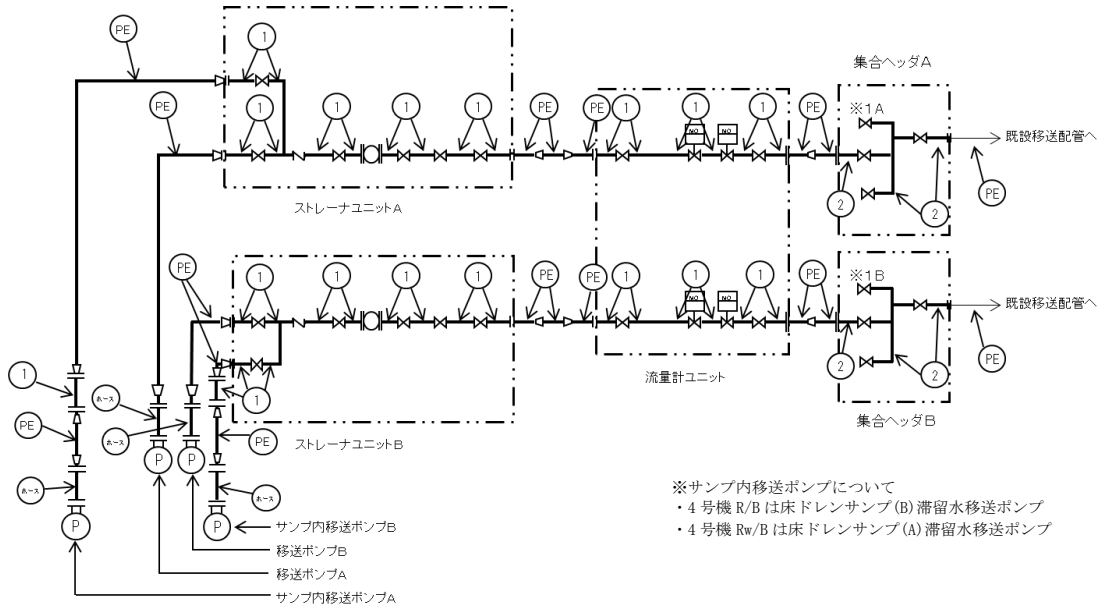 PE
1
集合ヘッダA
※1A
PE
1
1
1
1
PE
PE
1
1
1
PE
NO
NO
既設移送配管へ
2
2
PE
ストレーナユニットA
集合ヘッダB
PE
1
1
1
1
PE
PE
1
1
1
PE
※1B
NO
NO
既設移送配管へ
2
2
PE
流量計ユニット
1
ホース
1
ホース
PE
PE
ストレーナユニットB
P
P
ホース
ホース
P
P
サンプ内移送ポンプB
移送ポンプB
移送ポンプA
サンプ内移送ポンプA
※サンプ内移送ポンプについて
・4号機 R/B は床ドレンサンプ(B)滞留水移送ポンプ
・4号機 Rw/B は床ドレンサンプ(A)滞留水移送ポンプ